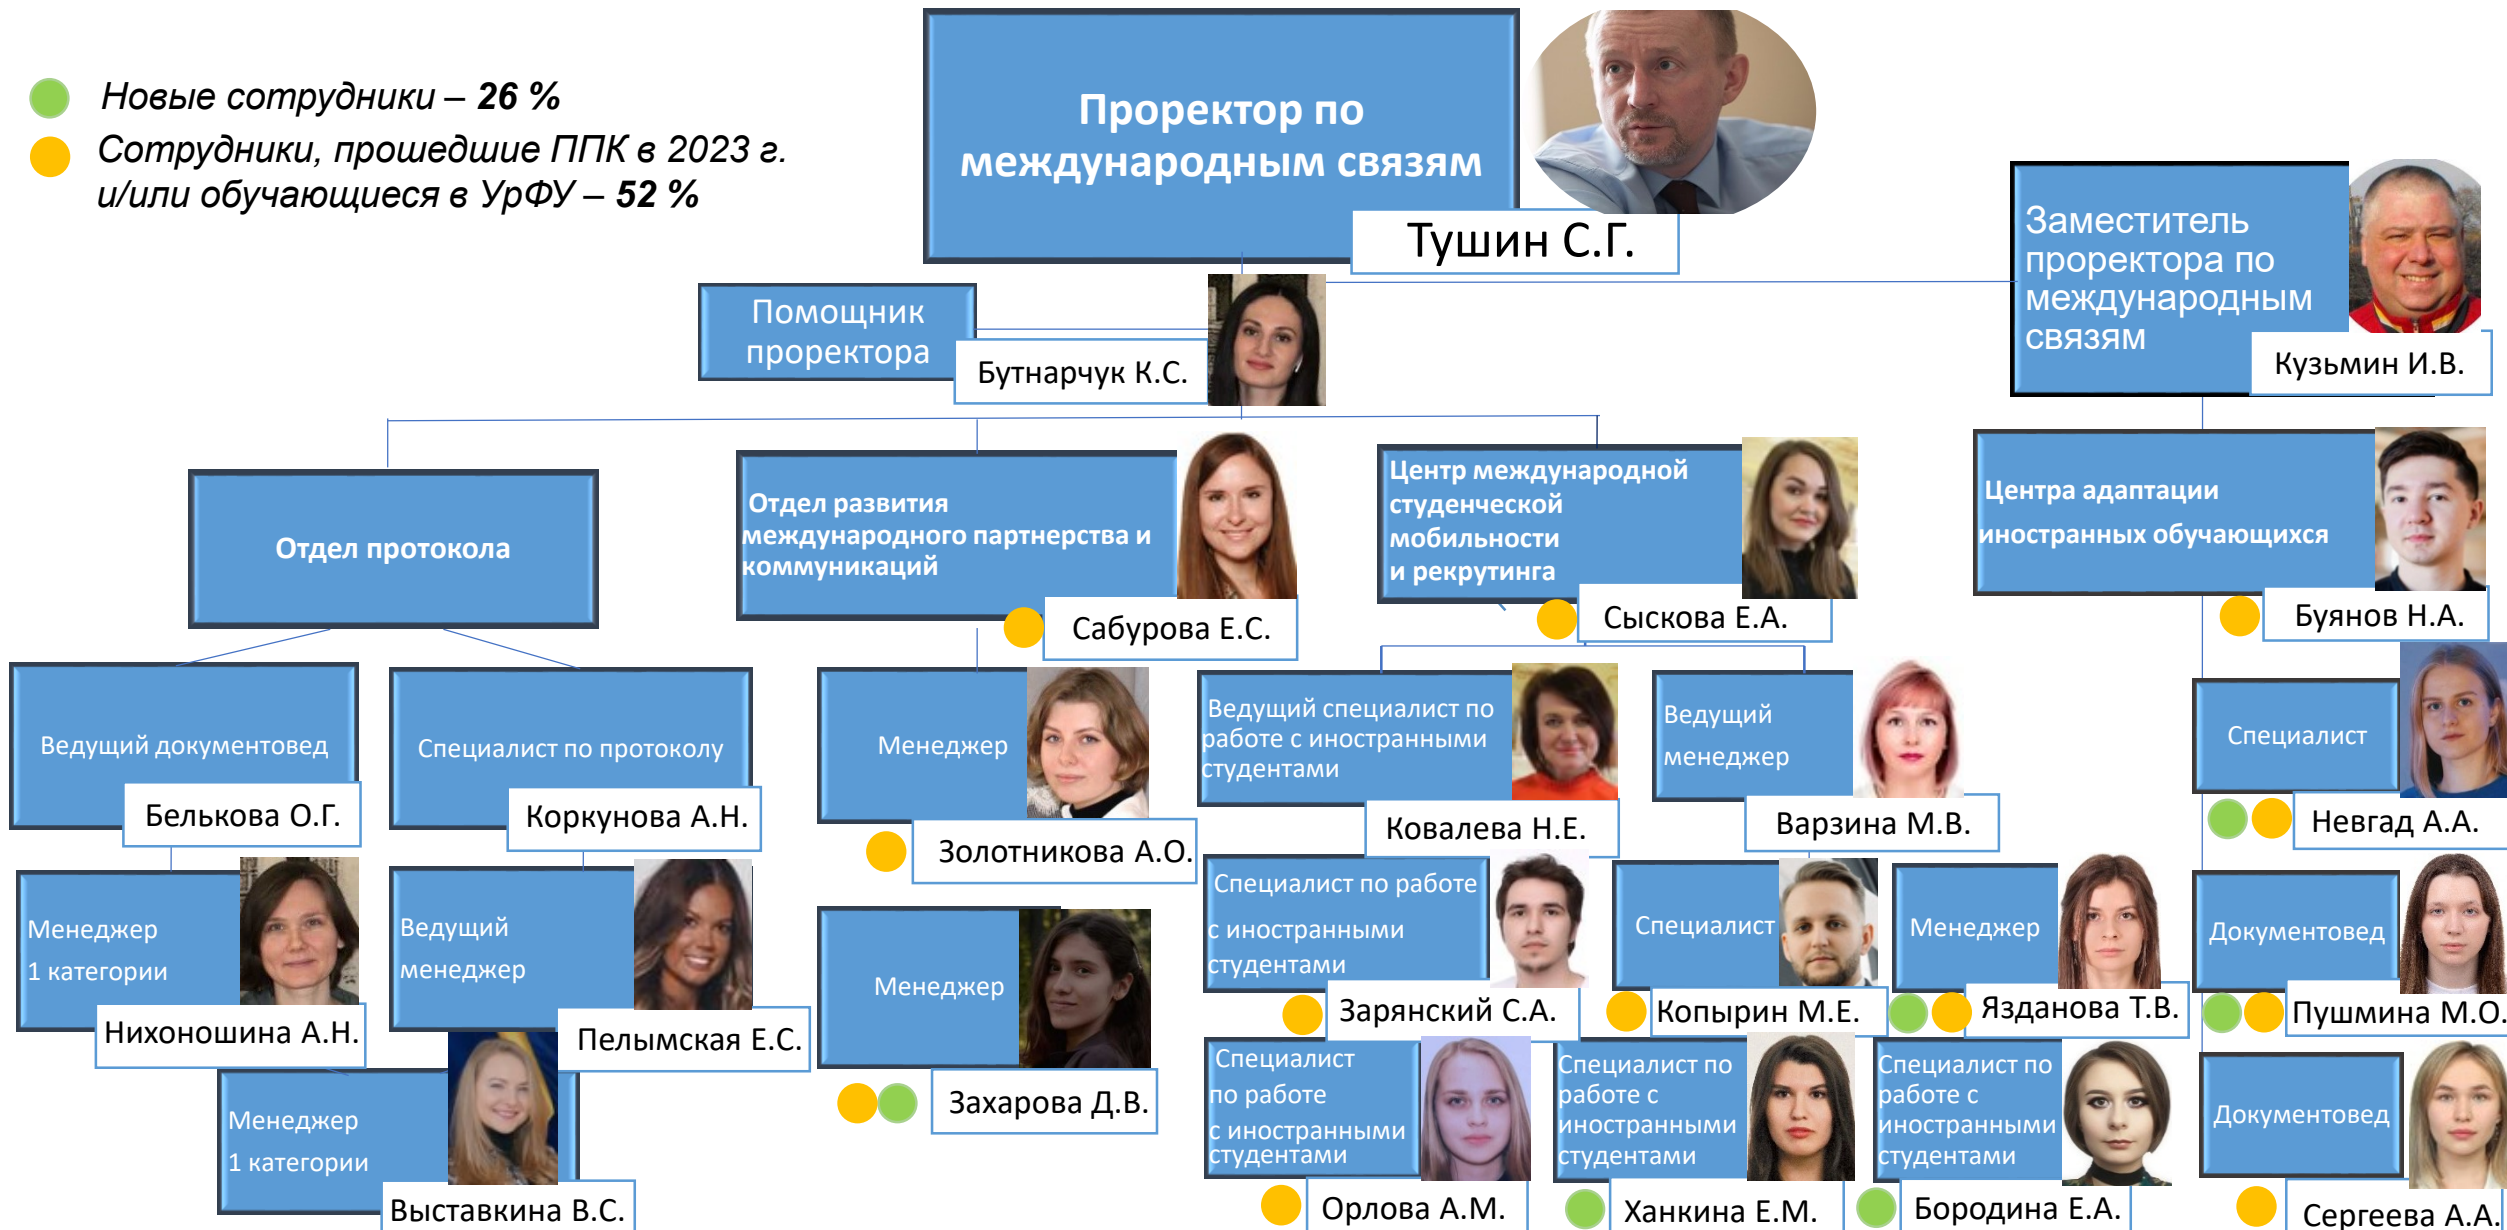 Новые сотрудники – 26 %
Сотрудники, прошедшие ППК в 2023 г.
и/или обучающиеся в УрФУ – 52 %
Проректор по
международным связям
Тушин С.Г.
Заместитель
проректора по
международным
связям
Кузьмин И.В.
Помощник
проректора
Бутнарчук К.С.
Отдел протокола
Отдел развития
международного партнерства и
коммуникаций
Сабурова Е.С.
Центр международной
студенческой
мобильности
и рекрутинга
Сыскова Е.А.
Центра адаптации
иностранных обучающихся
Буянов Н.А.
Ведущий документовед
Белькова О.Г.
Специалист по протоколу
Коркунова А.Н.
Менеджер
Золотникова А.О.
Ведущий специалист по
работе с иностранными
студентами
Ковалева Н.Е.
Ведущий
менеджер
Варзина М.В.
Специалист
Невгад А.А.
Менеджер
1 категории
Нихоношина А.Н.
Ведущий
менеджер
Пелымская Е.С.
Менеджер
Захарова Д.В.
Специалист по работе
с иностранными
студентами
Зарянский С.А.
Специалист
Копырин М.Е.
Менеджер
Язданова Т.В.
Документовед
Пушмина М.О.
Менеджер
1 категории
Выставкина В.С.
Специалист
по работе
с иностранными
студентами
Орлова А.М.
Специалист по
работе с
иностранными
студентами
Ханкина Е.М.
Специалист по
работе с
иностранными
студентами
Бородина Е.А.
Документовед
Сергеева А.А.